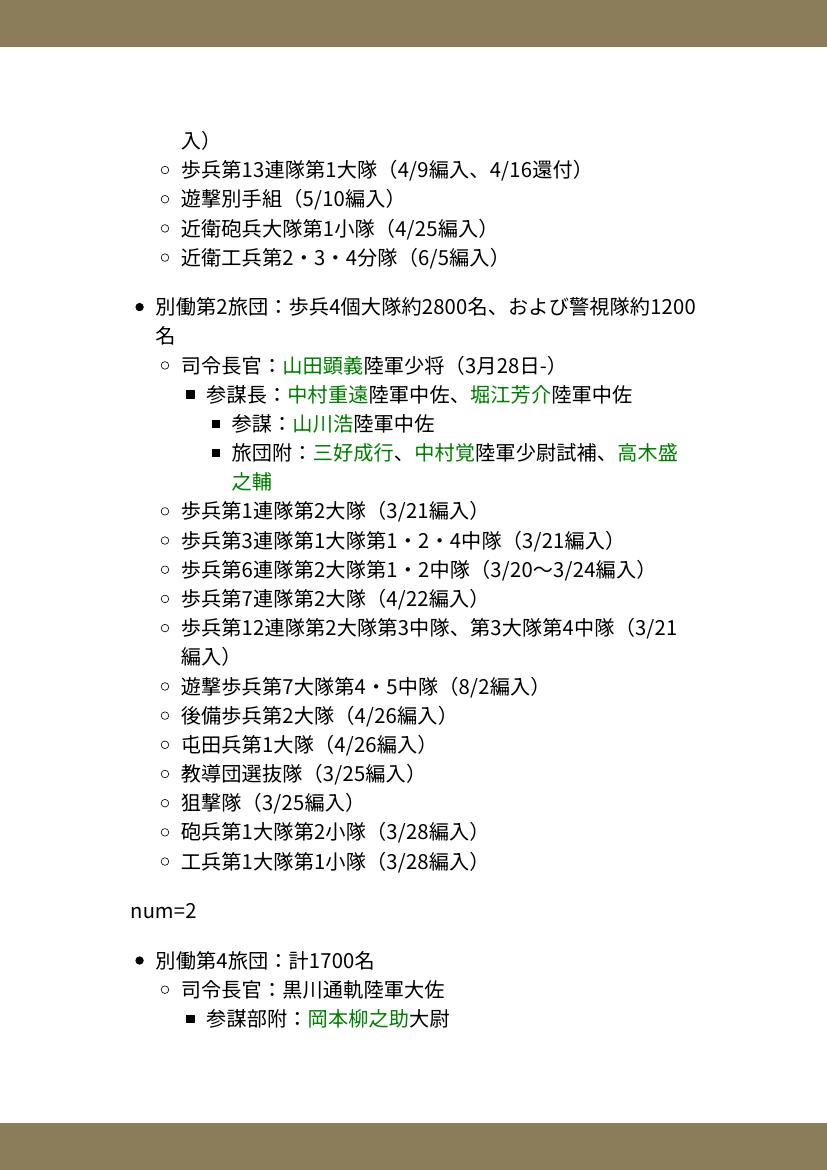 入）
歩兵第13連隊第1大隊（4/9編入、4/16還付）
遊撃別手組（5/10編入）
近衛砲兵大隊第1小隊（4/25編入）
近衛工兵第2・3・4分隊（6/5編入）
別働第2旅団：歩兵4個大隊約2800名、および警視隊約1200
名
司令長官：山田顕義陸軍少将（3月28日-）
参謀長：中村重遠陸軍中佐、堀江芳介陸軍中佐
参謀：山川浩陸軍中佐
旅団附：三好成行、中村覚陸軍少尉試補、高木盛
之輔
歩兵第1連隊第2大隊（3/21編入）
歩兵第3連隊第1大隊第1・2・4中隊（3/21編入）
歩兵第6連隊第2大隊第1・2中隊（3/20〜3/24編入）
歩兵第7連隊第2大隊（4/22編入）
歩兵第12連隊第2大隊第3中隊、第3大隊第4中隊（3/21
編入）
遊撃歩兵第7大隊第4・5中隊（8/2編入）
後備歩兵第2大隊（4/26編入）
屯田兵第1大隊（4/26編入）
教導団選抜隊（3/25編入）
狙撃隊（3/25編入）
砲兵第1大隊第2小隊（3/28編入）
工兵第1大隊第1小隊（3/28編入）
num=2
別働第4旅団：計1700名
司令長官：黒川通軌陸軍大佐
参謀部附：岡本柳之助大尉